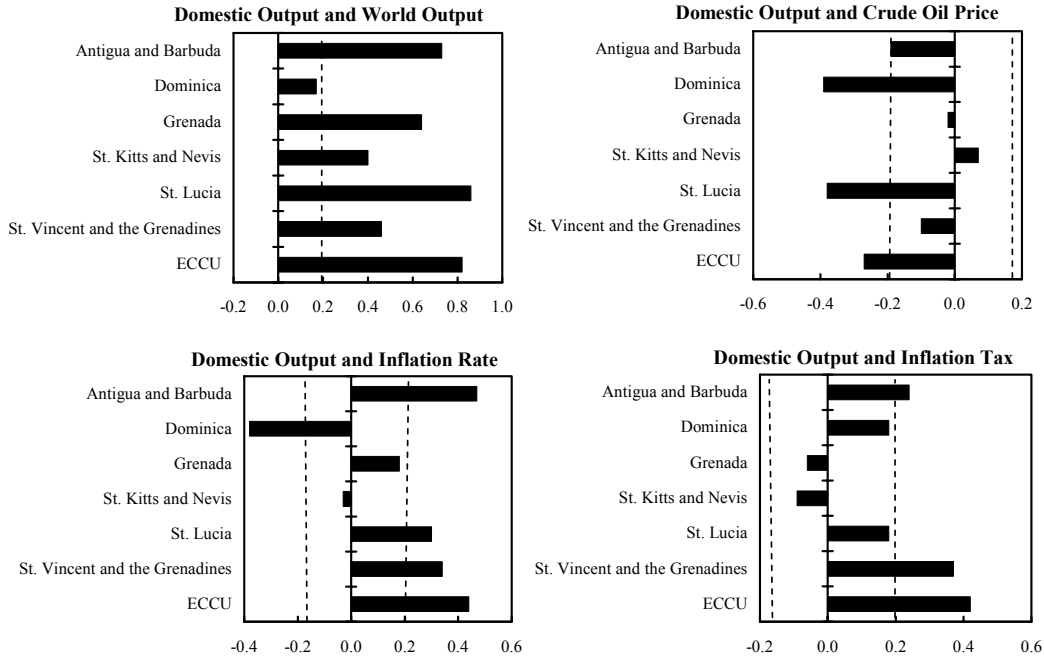 Domestic Output and World Output
Antigua and Barbuda
Dominica
Grenada
St. Kitts and Nevis
St. Lucia
St. Vincent and the Grenadines
ECCU
-0.2 0.0 0.2 0.4 0.6 0.8 1.0
Domestic Output and Crude Oil Price
Antigua and Barbuda
Dominica
Grenada
St. Kitts and Nevis
St. Lucia
St. Vincent and the Grenadines
ECCU
-0.6 -0.4 -0.2 0.0 0.2
Domestic Output and Inflation Rate
Antigua and Barbuda
Dominica
Grenada
St. Kitts and Nevis
St. Lucia
St. Vincent and the Grenadines
ECCU
-0.4 -0.2 0.0 0.2 0.4 0.6
Domestic Output and Inflation Tax
Antigua and Barbuda
Dominica
Grenada
St. Kitts and Nevis
St. Lucia
St. Vincent and the Grenadines
ECCU
-0.2 0.0 0.2 0.4 0.6